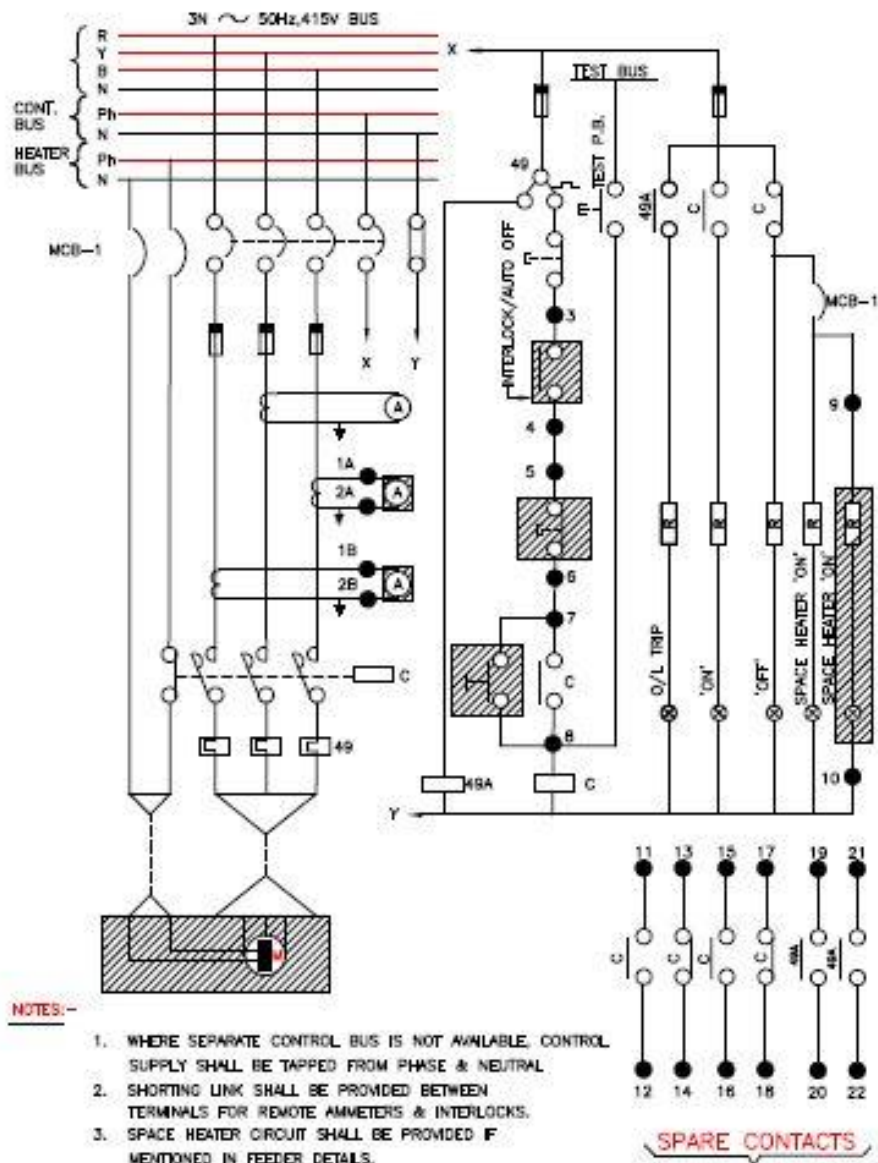 3N ～ 50Hz,415V BUS
R
Y
B
N
CONT. BUS
Ph
N
HEATER BUS
Ph
N
X
TEST BUS
TEST P.B.
49
49A
C
C
MCB-1
MCB-1
INTERLOCK/AUTO OFF
3
X
Y
A
4
9
1A
5
2A
A
R
R
R
R
R
1B
6
2B
A
7
O/L TRIP
'ON'
'OFF'
SPACE HEATER 'ON'
SPACE HEATER 'ON'
C
C
8
49
49A
C
10
Y
11
13
15
17
19
21
C
C
C
C
49A
49A
M
12
14
16
18
20
22
SPARE CONTACTS
NOTES:-
1. WHERE SEPARATE CONTROL BUS IS NOT AVAILABLE, CONTROL
SUPPLY SHALL BE TAPPED FROM PHASE & NEUTRAL
2. SHORTING LINK SHALL BE PROVIDED BETWEEN
TERMINALS FOR REMOTE AMMETERS & INTERLOCKS.
3. SPACE HEATER CIRCUIT SHALL BE PROVIDED IF
MENTIONED IN FEEDER DETAILS.